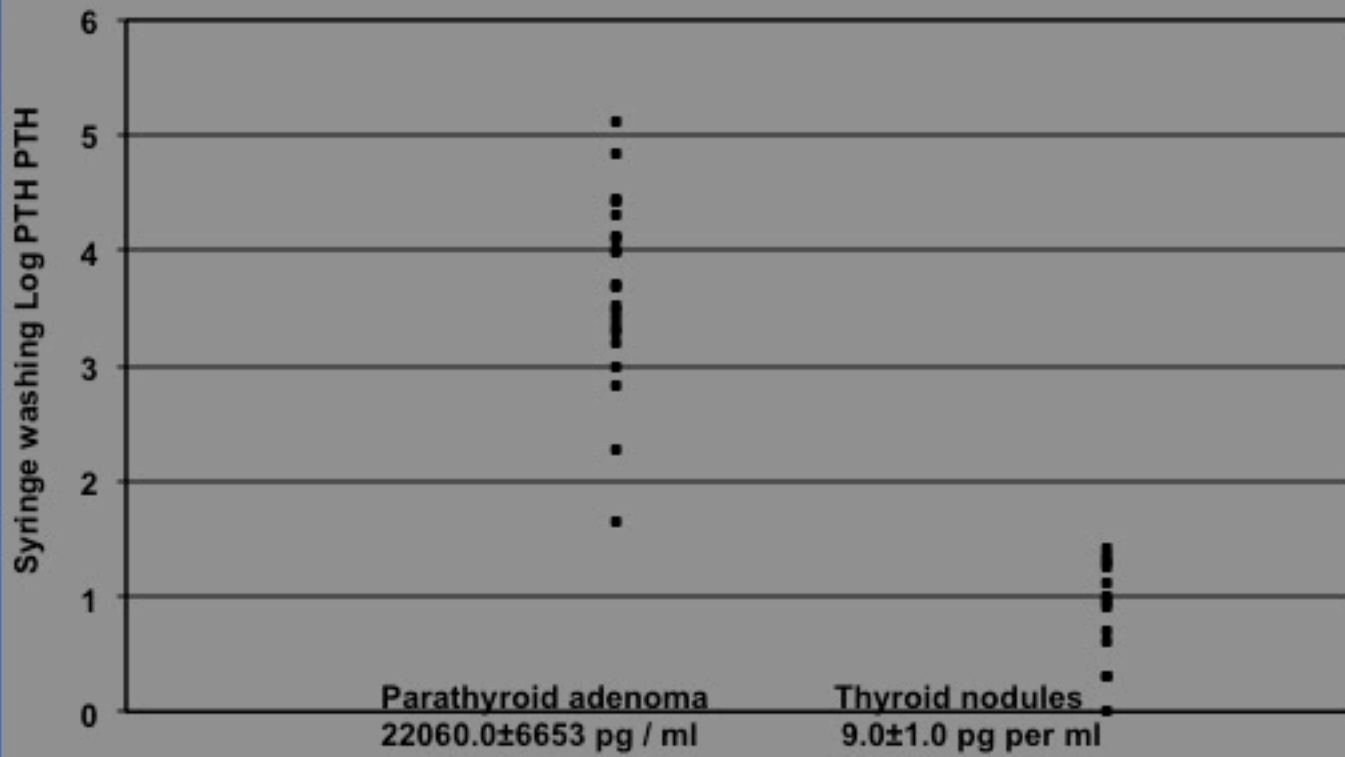 Syringe washing Log PTH PTH
6
5
4
3
2
1
0
Parathyroid adenoma
22060.0±6653 pg / ml
Thyroid nodules
9.0±1.0 pg per ml